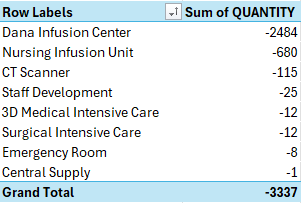 Row Labels Sum of QUANTITY
Dana Infusion Center -2484
Nursing Infusion Unit -680
CT Scanner -115
Staff Development -25
3D Medical Intensive Care -12
Surgical Intensive Care -12
Emergency Room -8
Central Supply -1
Grand Total -3337